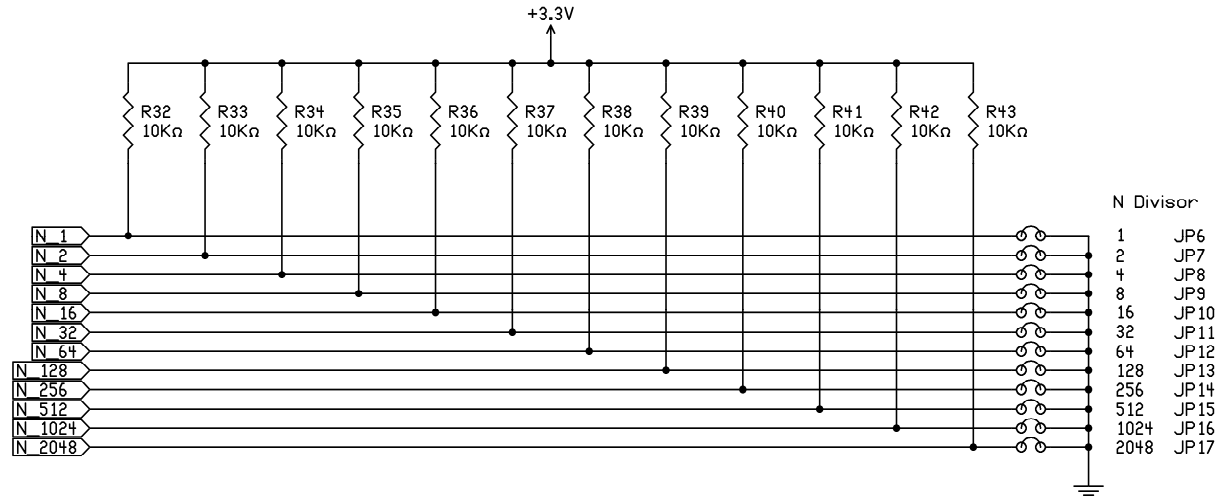 +3.3V
R32 R33 R34 R35 R36 R37 R38 R39 R40 R41 R42 R43
10KΩ 10KΩ 10KΩ 10KΩ 10KΩ 10KΩ 10KΩ 10KΩ 10KΩ 10KΩ 10KΩ 10KΩ
N Divisor
N_1 1 JP6
N_2 2 JP7
N_4 4 JP8
N_8 8 JP9
N_16 16 JP10
N_32 32 JP11
N_64 64 JP12
N_128 128 JP13
N_256 256 JP14
N_512 512 JP15
N_1024 1024 JP16
N_2048 2048 JP17